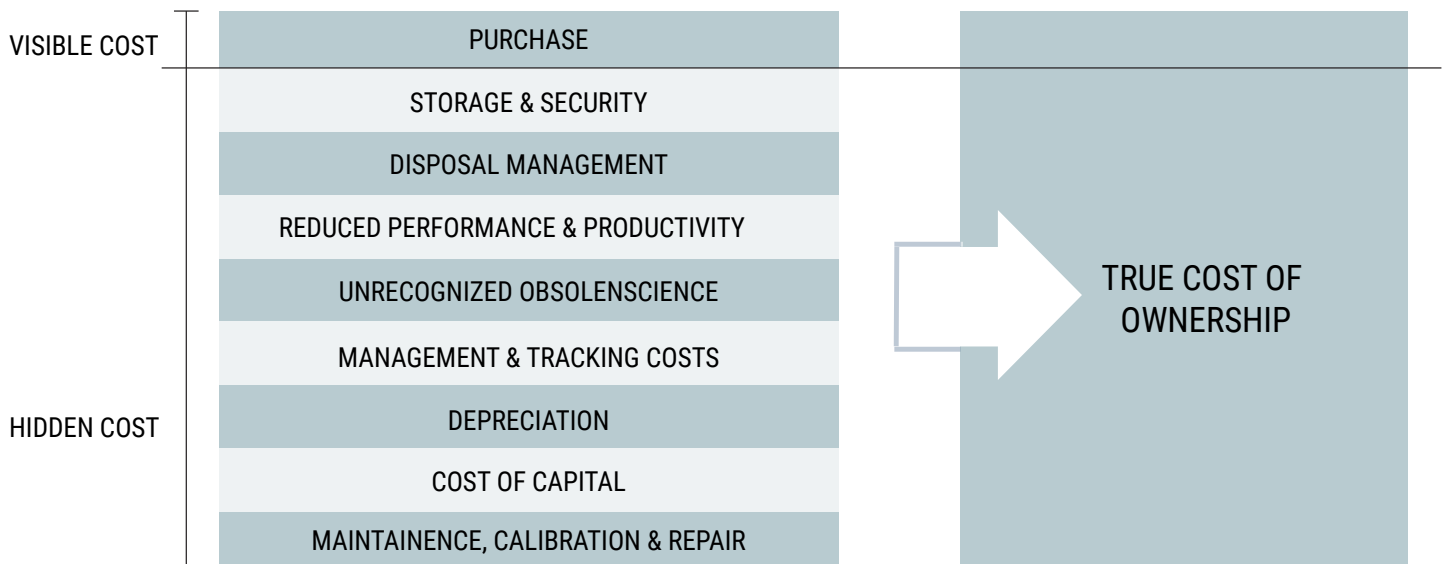 VISIBLE COST
PURCHASE
STORAGE & SECURITY
DISPOSAL MANAGEMENT
REDUCED PERFORMANCE & PRODUCTIVITY
UNRECOGNIZED OBSOLENSCIENCE
MANAGEMENT & TRACKING COSTS
HIDDEN COST
DEPRECIATION
COST OF CAPITAL
MAINTAINENCE, CALIBRATION & REPAIR
TRUE COST OF
OWNERSHIP